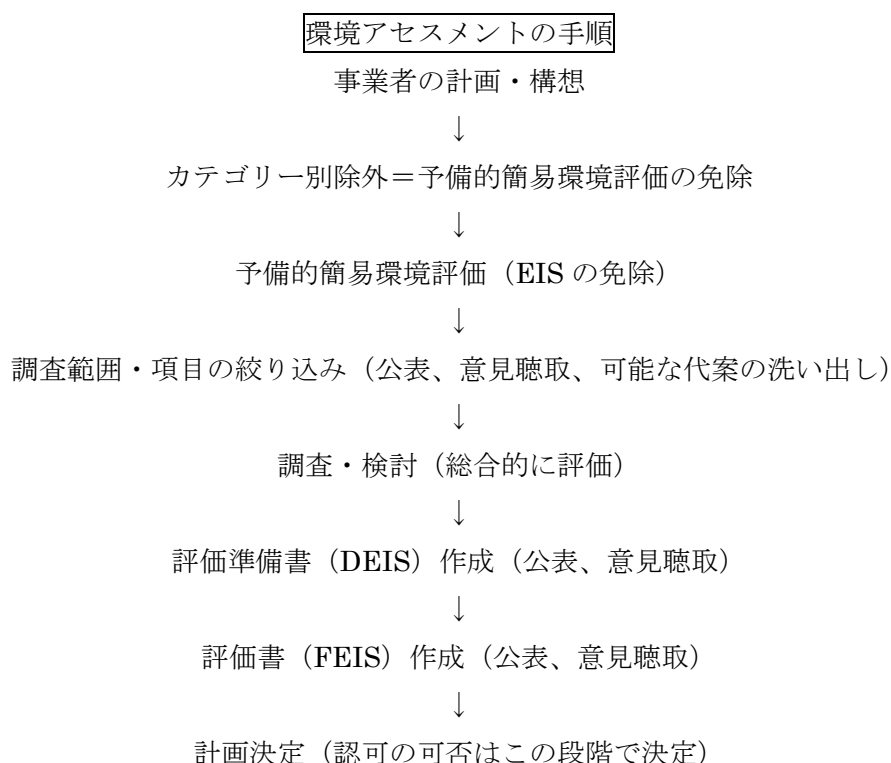 環境アセスメントの手順
事業者の計画・構想
↓
カテゴリー別除外＝予備的簡易環境評価の免除
↓
予備的簡易環境評価（EIS の免除）
↓
調査範囲・項目の絞り込み（公表、意見聴取、可能な代案の洗い出し）
↓
調査・検討（総合的に評価）
↓
評価準備書（DEIS）作成（公表、意見聴取）
↓
評価書（FEIS）作成（公表、意見聴取）
↓
計画決定（認可の可否はこの段階で決定）